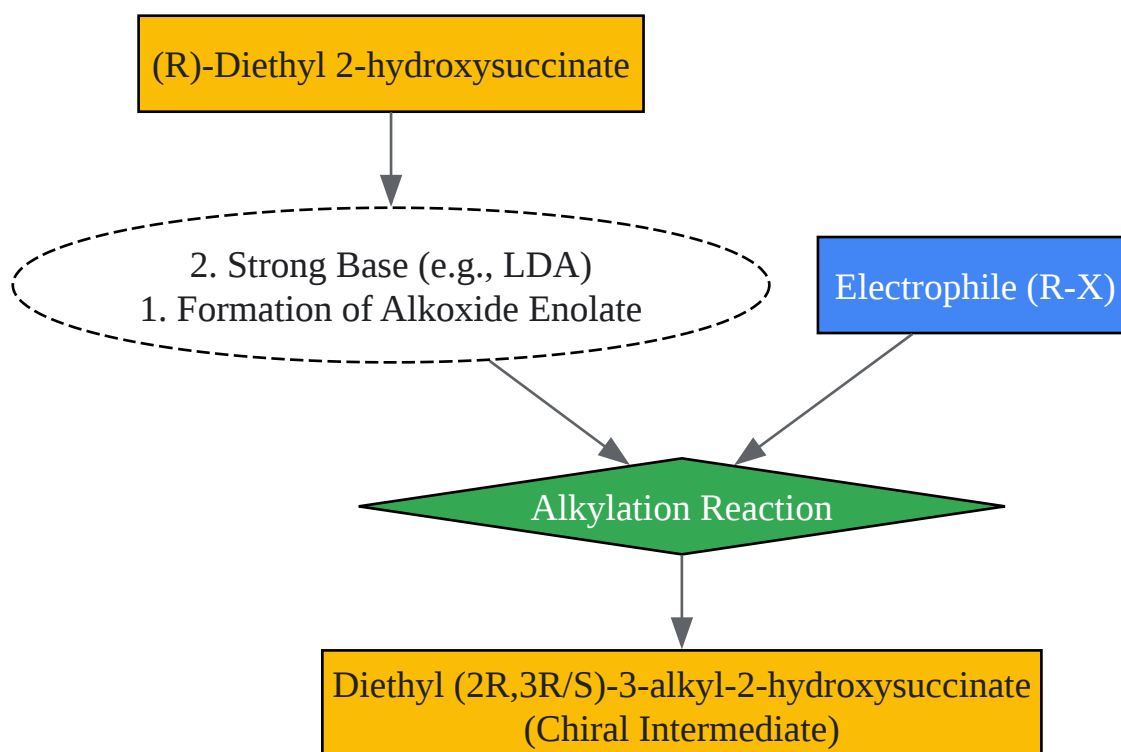 (R)-Diethyl 2-hydroxysuccinate
2. Strong Base (e.g., LDA)
1. Formation of Alkoxide Enolate
Electrophile (R-X)
Alkylation Reaction
Diethyl (2R,3R/S)-3-alkyl-2-hydroxysuccinate
(Chiral Intermediate)